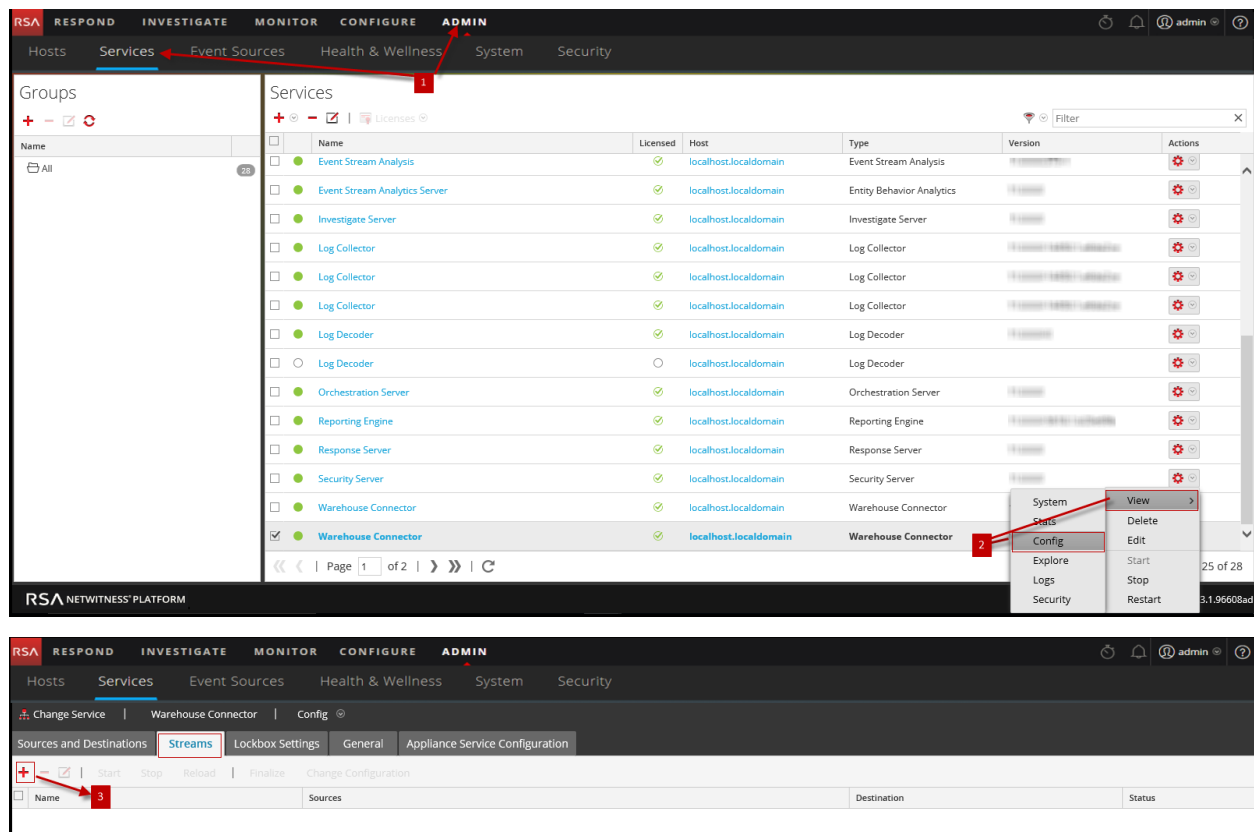 RSA RESPOND INVESTIGATE MONITOR CONFIGURE ADMIN admin
Hosts Services Event Sources Health & Wellness System Security
1
Groups
Name
All 28
Services
Licenses
Filter
Name Licensed Host Type Version Actions
Event Stream Analysis localhost.localdomain Event Stream Analysis
Event Stream Analytics Server localhost.localdomain Entity Behavior Analytics
Investigate Server localhost.localdomain Investigate Server
Log Collector localhost.localdomain Log Collector
Log Collector localhost.localdomain Log Collector
Log Collector localhost.localdomain Log Collector
Log Decoder localhost.localdomain Log Decoder
Log Decoder localhost.localdomain Log Decoder
Orchestration Server localhost.localdomain Orchestration Server
Reporting Engine localhost.localdomain Reporting Engine
Response Server localhost.localdomain Response Server
Security Server localhost.localdomain Security Server
Warehouse Connector localhost.localdomain Warehouse Connector
Warehouse Connector localhost.localdomain Warehouse Connector
System
Stats
Config
Explore
Logs
Security
View
Delete
Edit
Start
Stop
Restart
2
Page 1 of 2
25 of 28
RSA NETWITNESS® PLATFORM
3.1.96608ad
RSA RESPOND INVESTIGATE MONITOR CONFIGURE ADMIN admin
Hosts Services Event Sources Health & Wellness System Security
Change Service | Warehouse Connector | Config
Sources and Destinations Streams Lockbox Settings General Appliance Service Configuration
Start Stop Reload | Finalize Change Configuration
3
Name Sources Destination Status